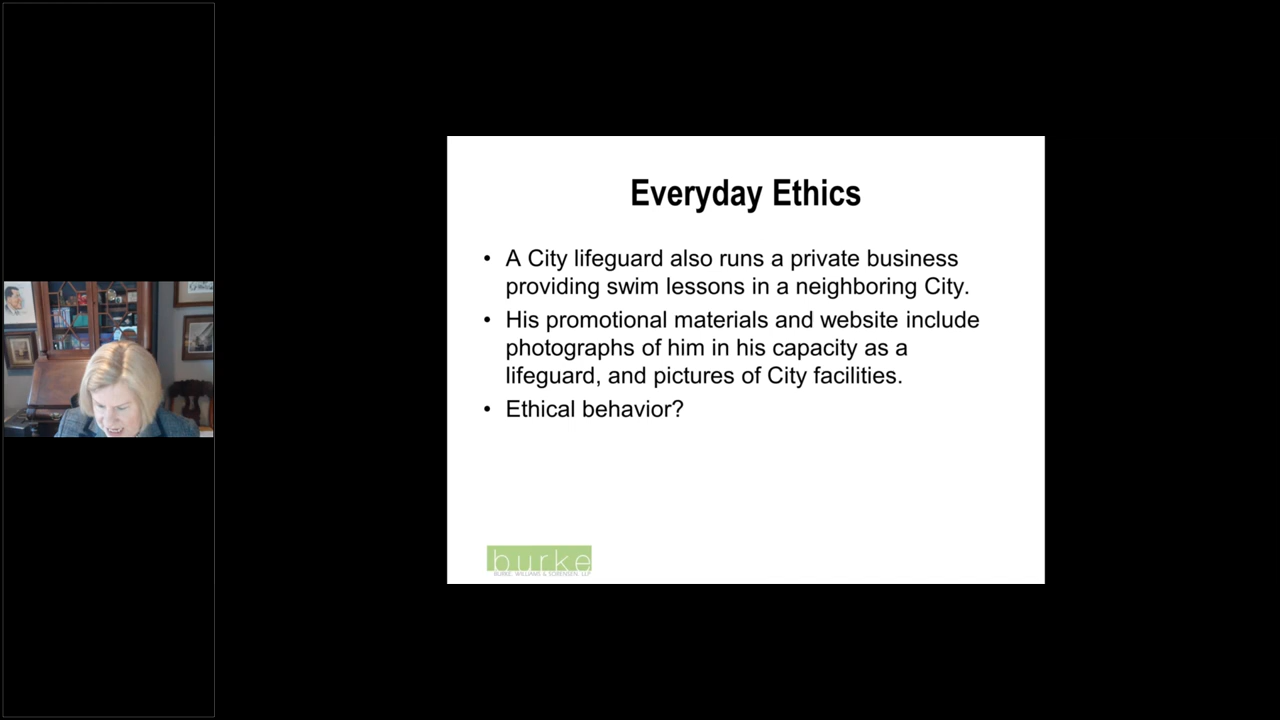 Everyday Ethics
• A City lifeguard also runs a private business
providing swim lessons in a neighboring City.
• His promotional materials and website include
photographs of him in his capacity as a
lifeguard, and pictures of City facilities.
• Ethical behavior?
burke
BURKE, WILLIAMS & SORENSEN, LLP